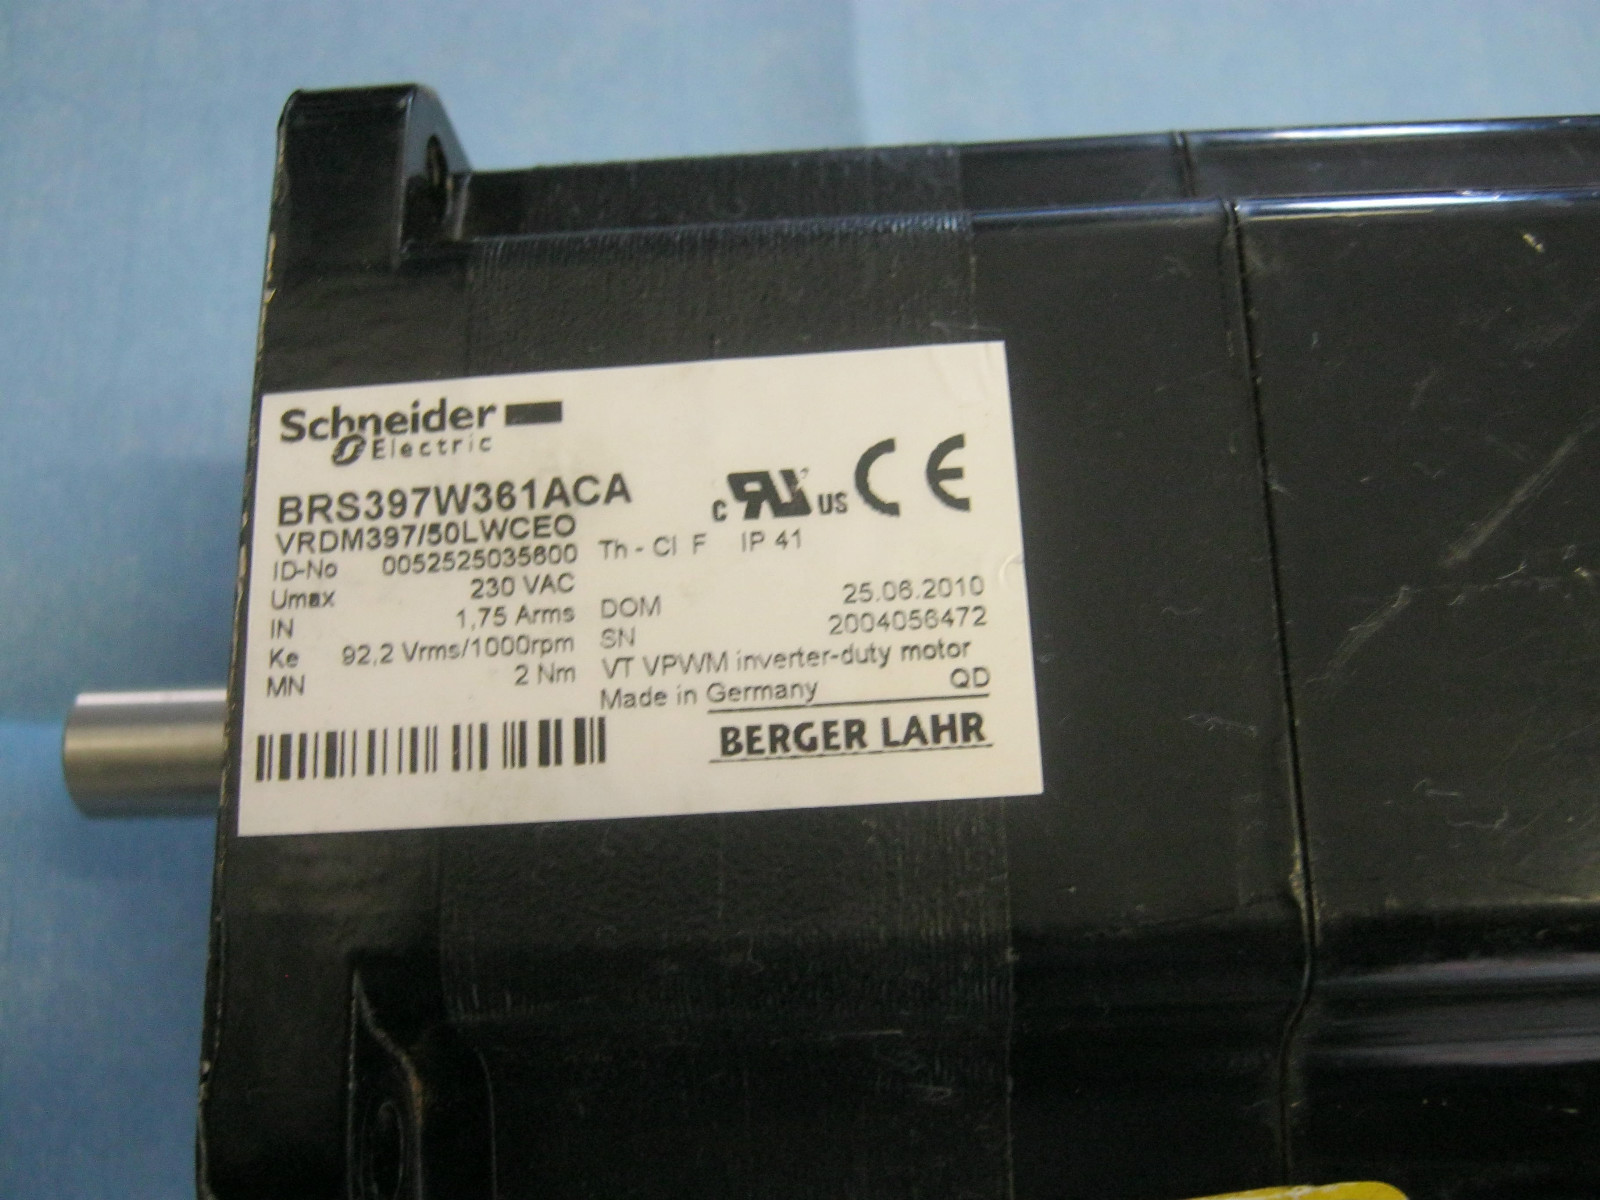 Schneider
Electric
BRS397W361ACA
VRDM397/50LWCEO
ID-No 0052525035600
Umax 230 VAC
IN 1,75 Arms
Ke 92,2 Vrms/1000rpm
MN 2 Nm
c RU US CE
Th - Cl F IP 41
DOM 25.06.2010
SN 2004056472
VT VPWM inverter-duty motor
Made in Germany QD
BERGER LAHR